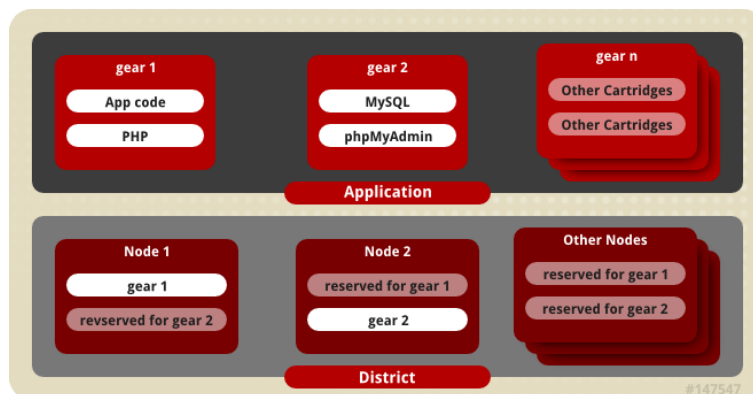 gear 1
App code
PHP
gear 2
MySQL
phpMyAdmin
gear n
Other Cartridges
Other Cartridges
Application
Node 1
gear 1
revserved for gear 2
Node 2
reserved for gear 1
gear 2
Other Nodes
reserved for gear 1
reserved for gear 2
District
#147547